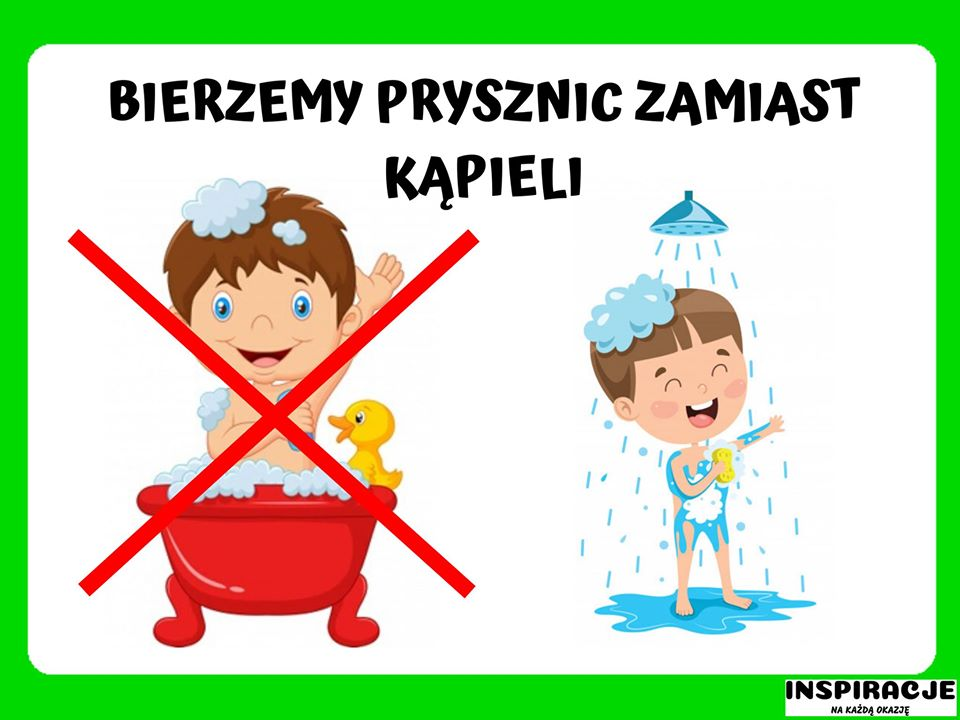 BIERZEMY PRYSZNIC ZAMIAST
KĄPIELI
INSPIRACJE
NA KAŻDĄ OKAZJĘ